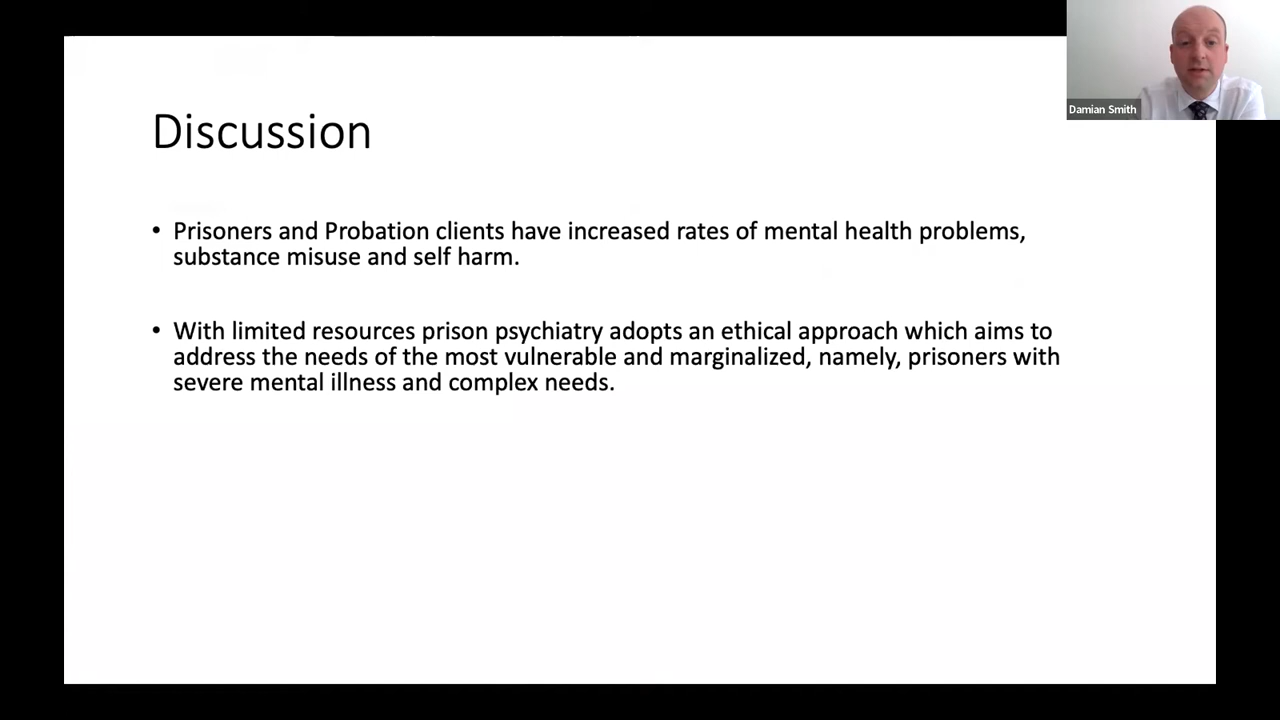 Damian Smith
Discussion
• Prisoners and Probation clients have increased rates of mental health problems,
substance misuse and self harm.
• With limited resources prison psychiatry adopts an ethical approach which aims to
address the needs of the most vulnerable and marginalized, namely, prisoners with
severe mental illness and complex needs.